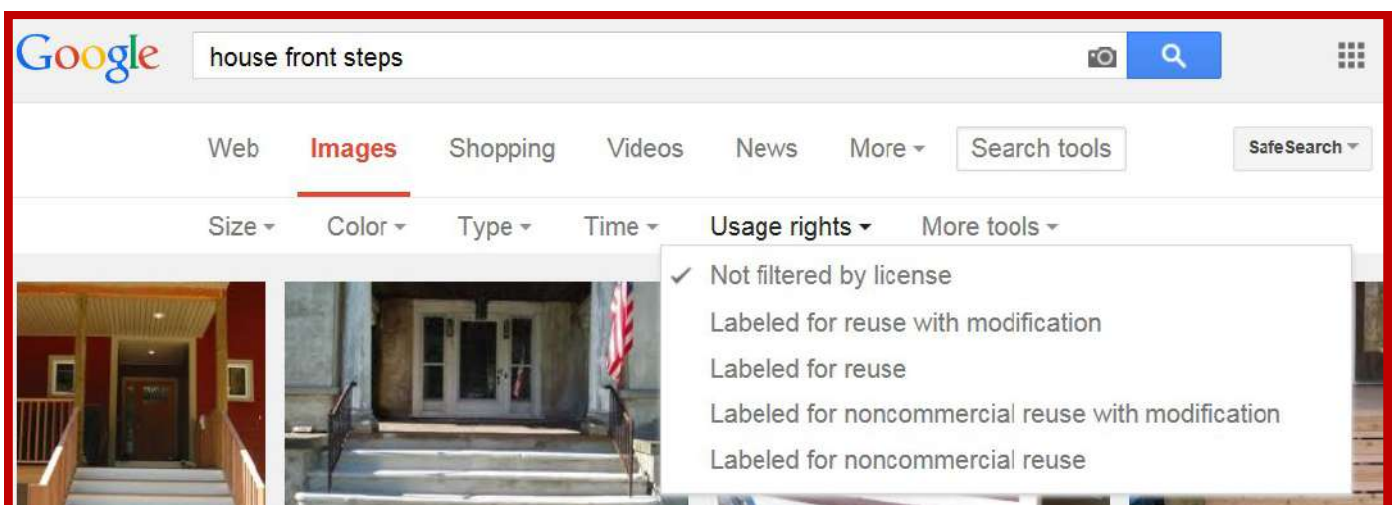 Google house front steps
Web Images Shopping Videos News More Search tools SafeSearch
Size Color Type Time Usage rights More tools
Not filtered by license
Labeled for reuse with modification
Labeled for reuse
Labeled for noncommercial reuse with modification
Labeled for noncommercial reuse